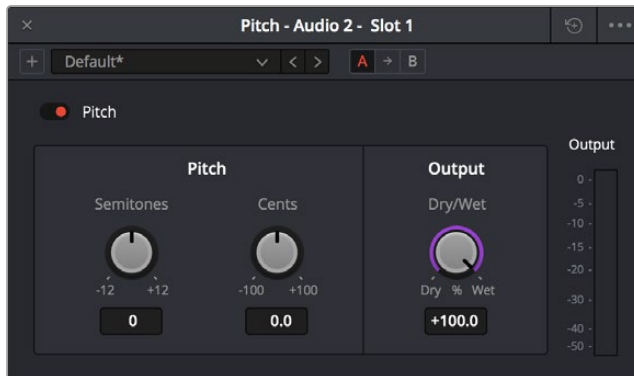 Pitch - Audio 2 - Slot 1
Default*
A
B
Pitch
Output
Pitch
Output
Semitones
Cents
Dry/Wet
0 -
-5 -
-10 -
-15 -
-20 -
-30 -
-40 -
-50 -
-12 +12
-100 +100
Dry % Wet
0
0.0
+100.0